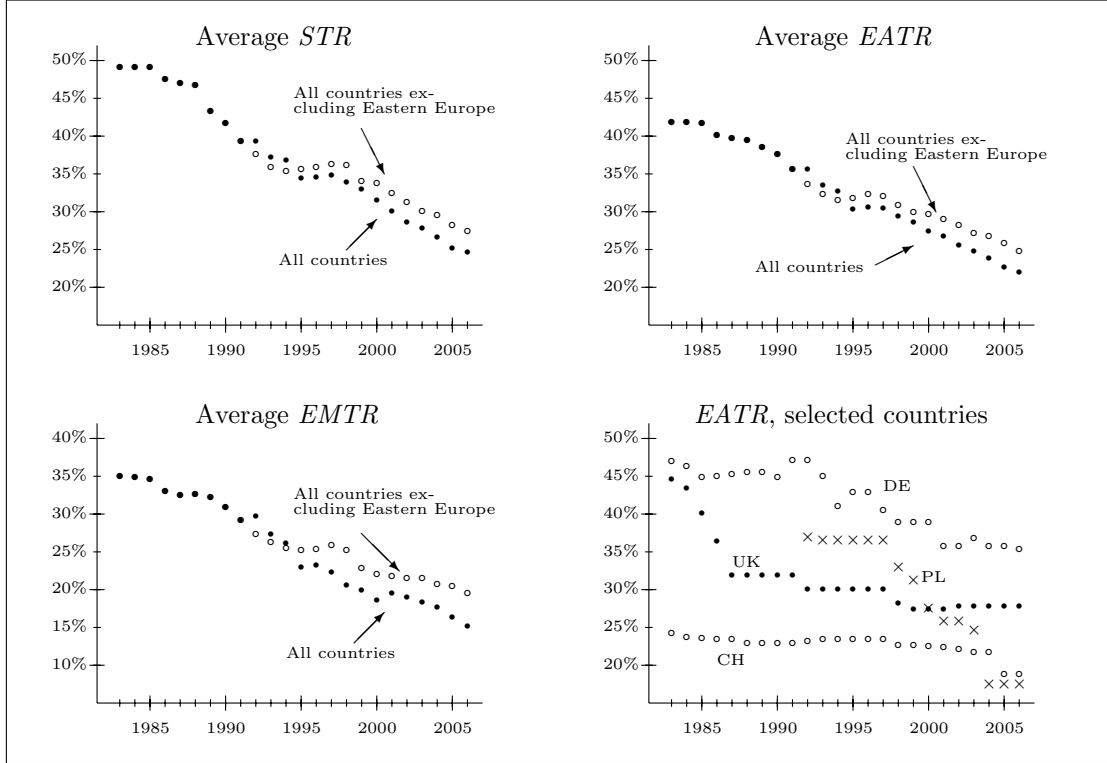 Average STR
50%
45%
40%
35%
30%
25%
20%
All countries ex-
cluding Eastern Europe
All countries
1985
1990
1995
2000
2005
Average EATR
50%
45%
40%
35%
30%
25%
20%
All countries ex-
cluding Eastern Europe
All countries
1985
1990
1995
2000
2005
Average EMTR
40%
35%
30%
25%
20%
15%
10%
All countries ex-
cluding Eastern Europe
All countries
1985
1990
1995
2000
2005
EATR, selected countries
50%
45%
40%
35%
30%
25%
20%
DE
UK
PL
CH
1985
1990
1995
2000
2005